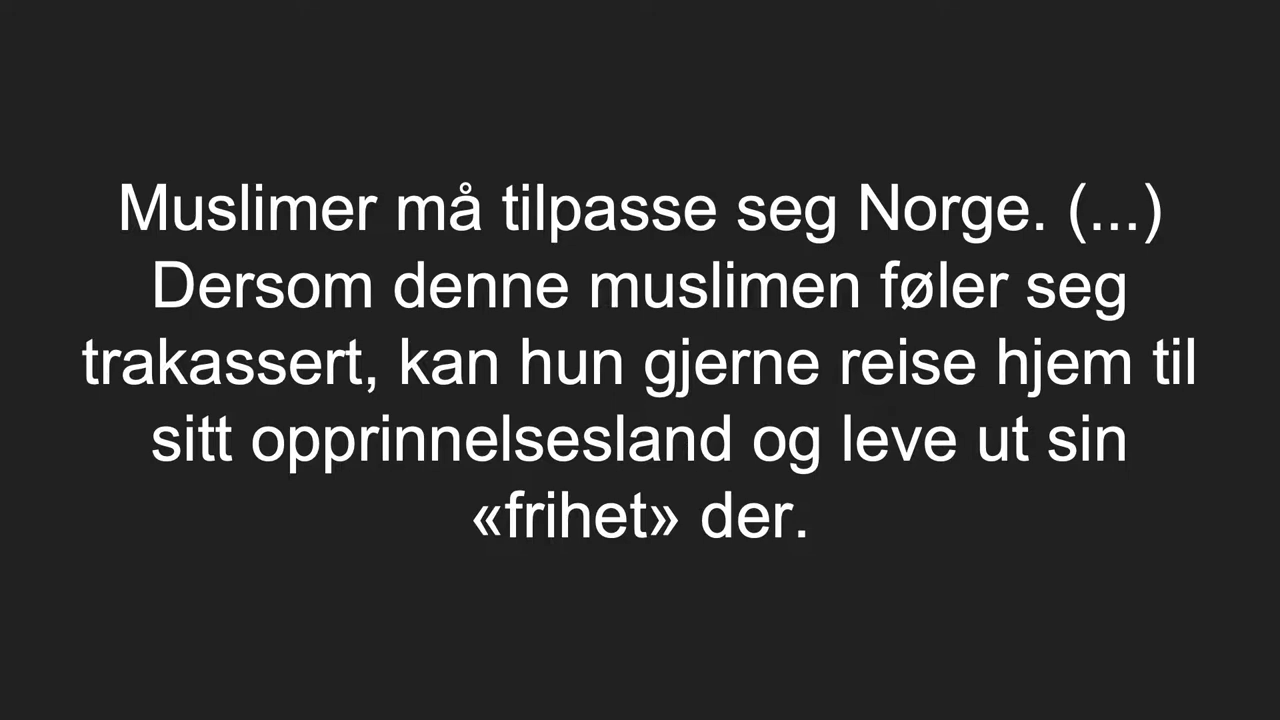 Muslimer må tilpasse seg Norge. (...)
Dersom denne muslimen føler seg
trakassert, kan hun gjerne reise hjem til
sitt opprinnelsesland og leve ut sin
«frihet» der.